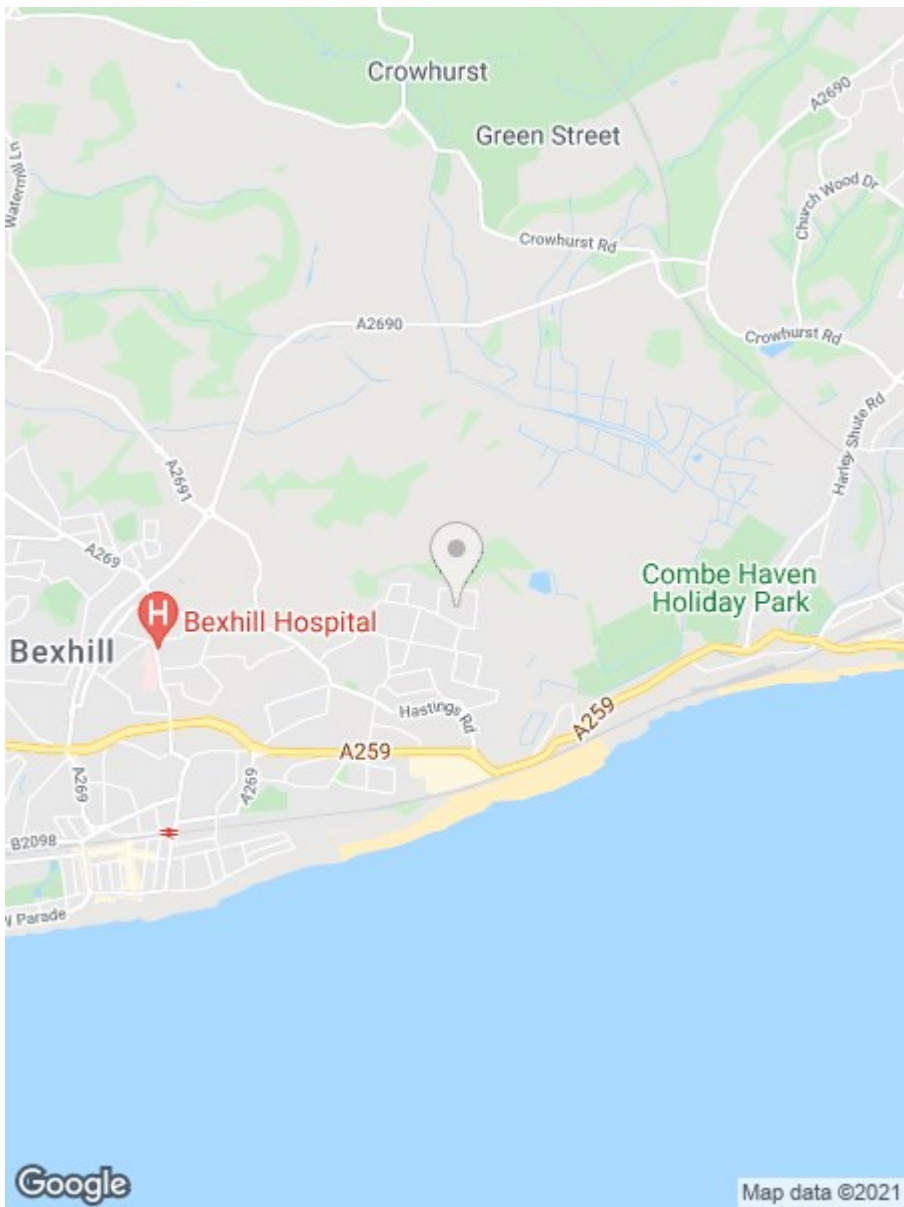 Crowhurst
Green Street
A2690
Watermill Ln
Church Wood Dr
Crowhurst Rd
A2690
Crowhurst Rd
Harley Shute Rd
A2691
A269
Combe Haven
Holiday Park
H
Bexhill Hospital
Bexhill
Hastings Rd
A259
A259
A269
A269
B2098
W Parade
Google
Map data ©2021